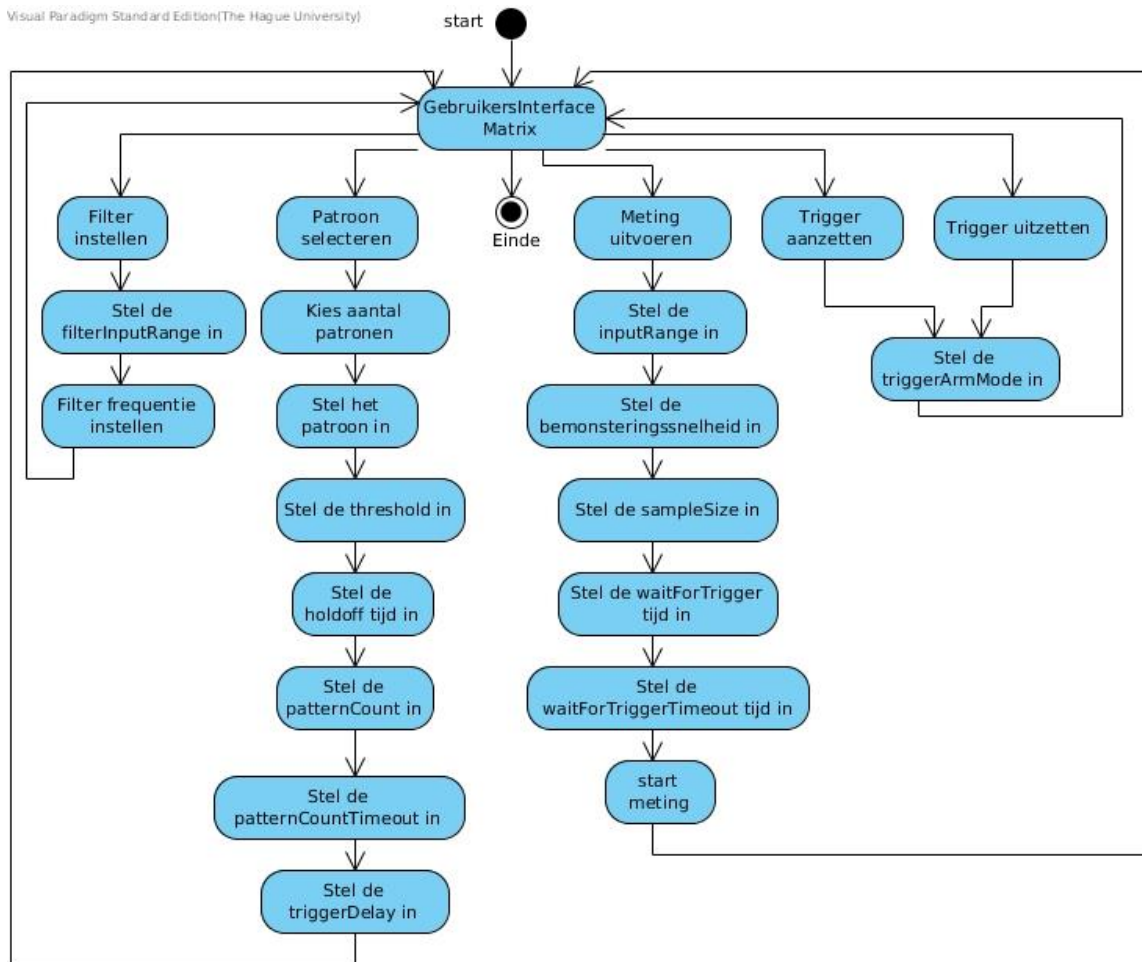 Visual Paradigm Standard Edition(The Hague University)
start
GebruikersInterface
Matrix
Filter
instellen
Patroon
selecteren
Einde
Meting
uitvoeren
Trigger
aanzetten
Trigger uitzetten
Stel de
filterInputRange in
Kies aantal
patronen
Stel de
inputRange in
Stel de
triggerArmMode in
Filter frequentie
instellen
Stel het
patroon in
Stel de
bemonsteringssnelheid in
Stel de threshold in
Stel de sampleSize in
Stel de
holdoff tijd in
Stel de waitForTrigger
tijd in
Stel de
patternCount in
Stel de
waitForTriggerTimeout tijd in
Stel de
patternCountTimeout in
start
meting
Stel de
triggerDelay in